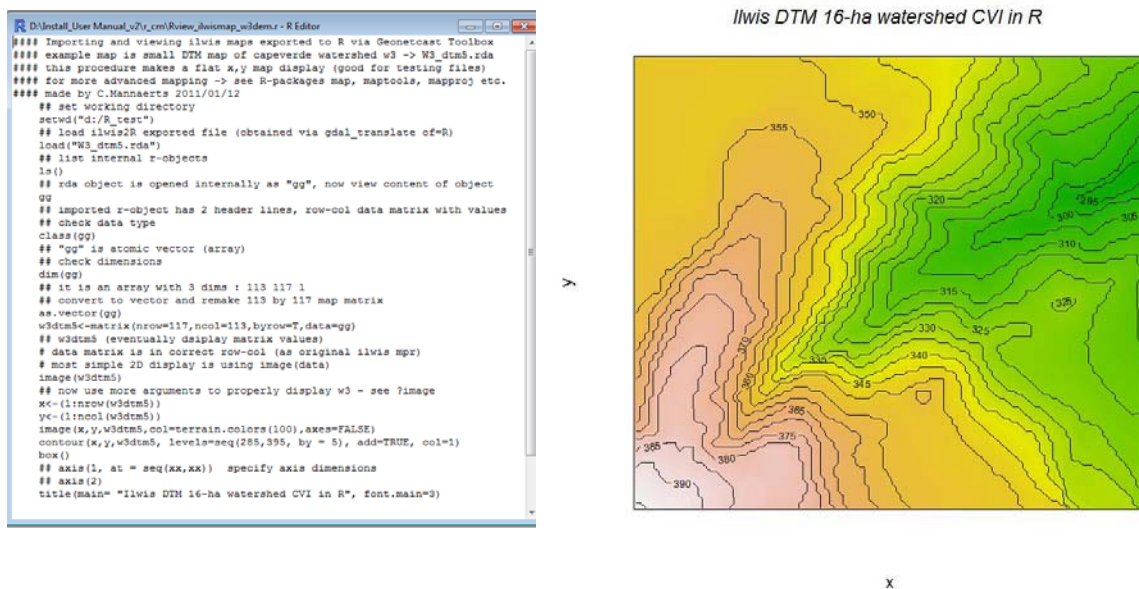 D:\Install_User Manual_v2\r_cm\Rview_ilwismap_w3dem.r - R Editor
#### Importing and viewing ilwis maps exported to R via Geonetcast Toolbox
#### example map is small DTM map of capeverde watershed w3 -> W3_dtm5.rda
#### this procedure makes a flat x,y map display (good for testing files)
#### for more advanced mapping -> see R-packages map, maptools, mapproj etc.
#### made by C.Mannaerts 2011/01/12
## set working directory
setwd("d:/R_test")
## load ilwis2R exported file (obtained via gdal_translate of=R)
load("W3_dtm5.rda")
## list internal r-objects
ls()
## rda object is opened internally as "gg", now view content of object
gg
## imported r-object has 2 header lines, row-col data matrix with values
## check data type
class(gg)
## "gg" is atomic vector (array)
## check dimensions
dim(gg)
## it is an array with 3 dims : 113 117 1
## convert to vector and remake 113 by 117 map matrix
as.vector(gg)
w3dtm5<-matrix(nrow=117,ncol=113,byrow=T,data=gg)
## w3dtm5 (eventually dsiplay matrix values)
# data matrix is in correct row-col (as original ilwis mpr)
# most simple 2D display is using image(data)
image(w3dtm5)
## now use more arguments to properly display w3 - see ?image
x<-(1:nrow(w3dtm5))
y<-(1:ncol(w3dtm5))
image(x,y,w3dtm5,col=terrain.colors(100),axes=FALSE)
contour(x,y,w3dtm5, levels=seq(285,395, by = 5), add=TRUE, col=1)
box()
## axis(1, at = seq(xx,xx)) specify axis dimensions
## axis(2)
title(main= "Ilwis DTM 16-ha watershed CVI in R", font.main=3)
Ilwis DTM 16-ha watershed CVI in R
350
355
320
295
300
305
310
315
325
330
325
335
340
345
370
360
365
375
385
380
390
y
x